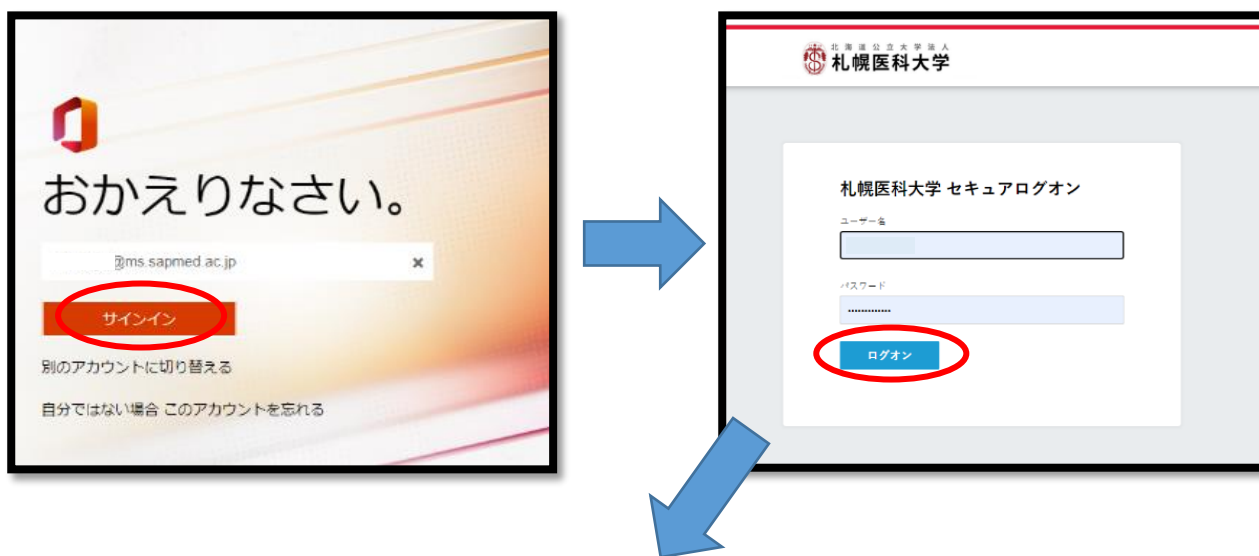 おかえりなさい。
@ms.sapmed.ac.jp
サインイン
別のアカウントに切り替える
自分ではない場合 このアカウントを忘れる
北海道公立大学法人
札幌医科大学
札幌医科大学 セキュアログオン
ユーザー名
パスワード
ログオン